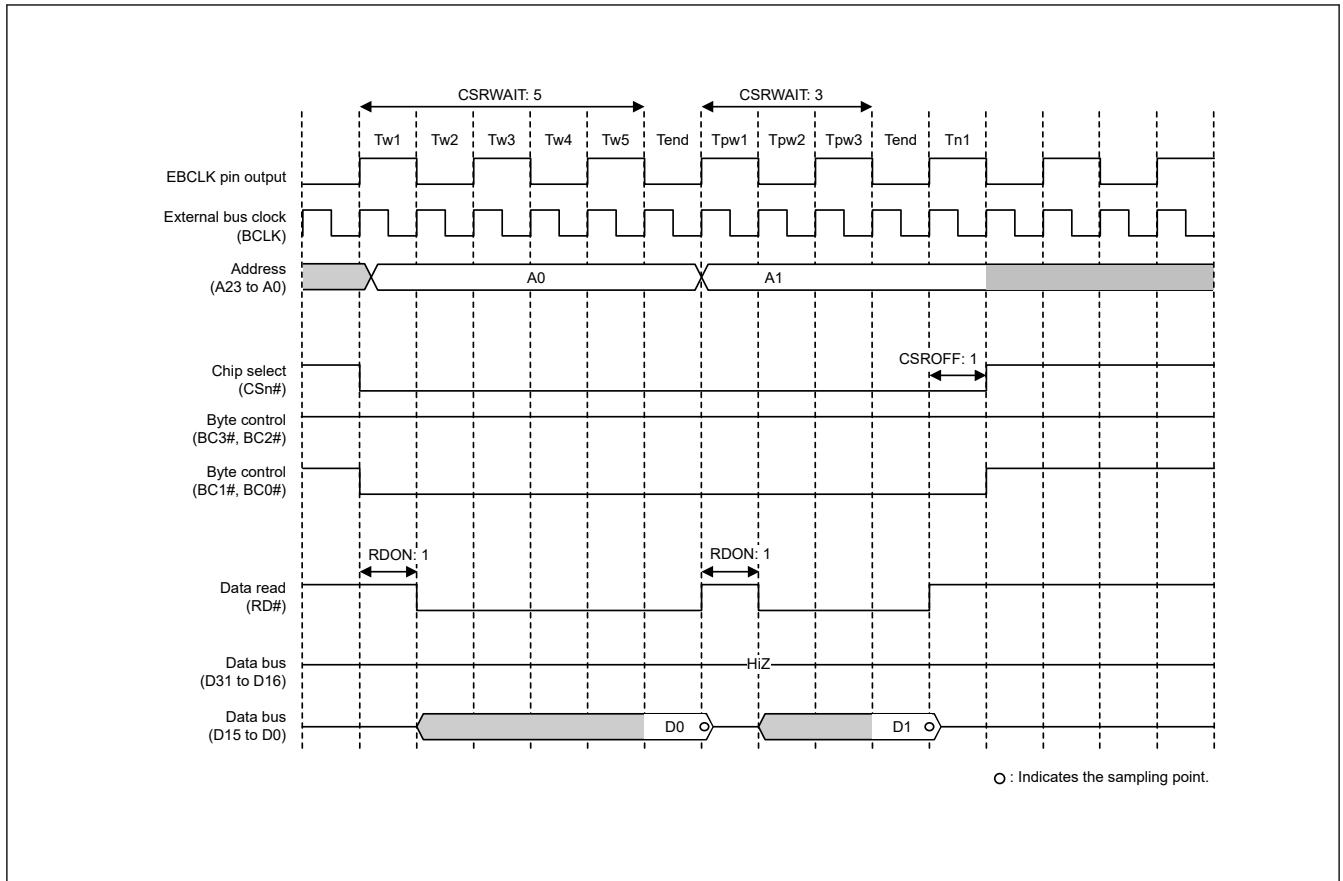 CSRWAIT: 5 CSRWAIT: 3
Tw1 Tw2 Tw3 Tw4 Tw5 Tend Tpw1 Tpw2 Tpw3 Tend Tn1
EBCLK pin output
External bus clock
(BCLK)
Address
(A23 to A0)
A0 A1
CSROFF: 1
Chip select
(CSn#)
Byte control
(BC3#, BC2#)
Byte control
(BC1#, BC0#)
RDON: 1 RDON: 1
Data read
(RD#)
Data bus
(D31 to D16)
HiZ
Data bus
(D15 to D0)
D0 D1
: Indicates the sampling point.